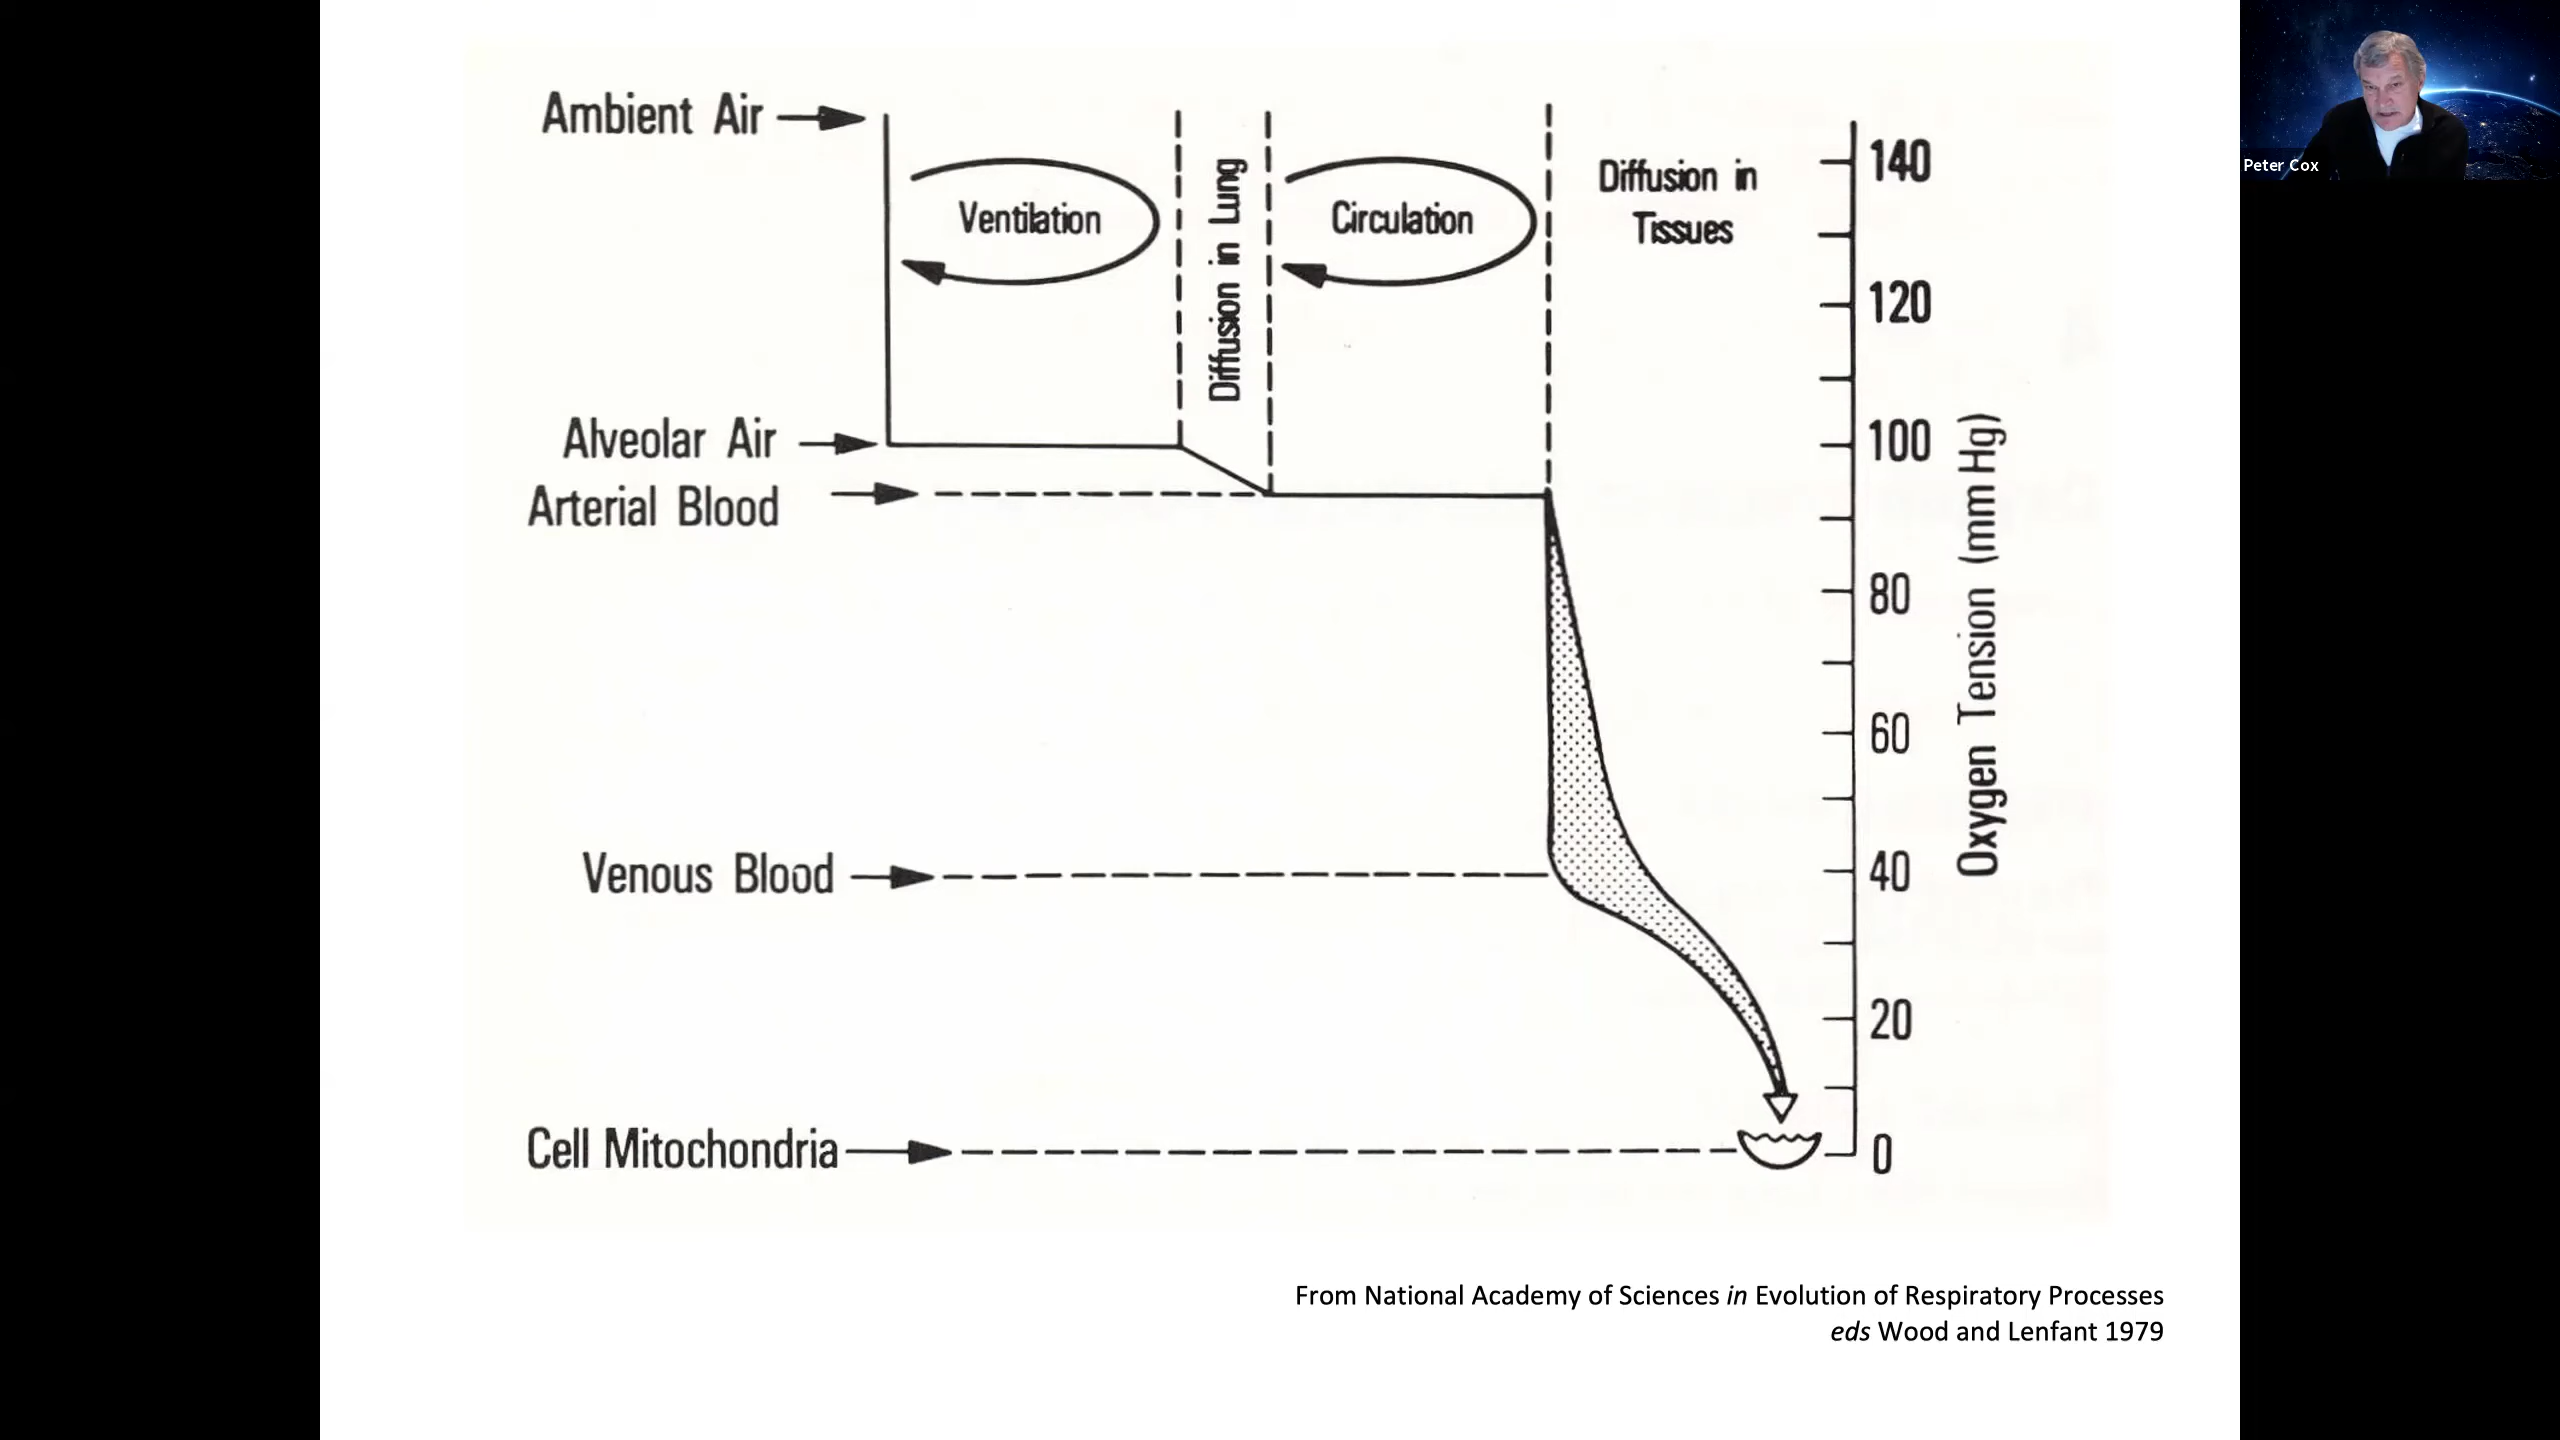 Ambient Air
Ventilation
Diffusion in Lung
Circulation
Diffusion in
Tissues
Alveolar Air
Arterial Blood
Venous Blood
Cell Mitochondria
140
120
100
80
60
40
20
0
Oxygen Tension (mm Hg)
From National Academy of Sciences in Evolution of Respiratory Processes
eds Wood and Lenfant 1979
Peter Cox